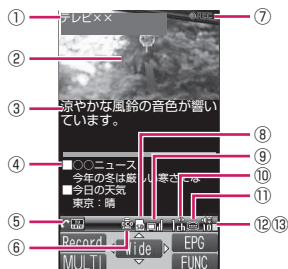 ①
テレビ××
⑦
②
③
涼やかな風鈴の音色が響い
ています。
④
■○○ニュース
今年の冬は厳しい寒さとな
■今日の天気
東京：晴
⑧
⑨
⑩
⑪
⑤
⑥
⑫⑬
Record
Wide
EPG
MULTI
FUNC